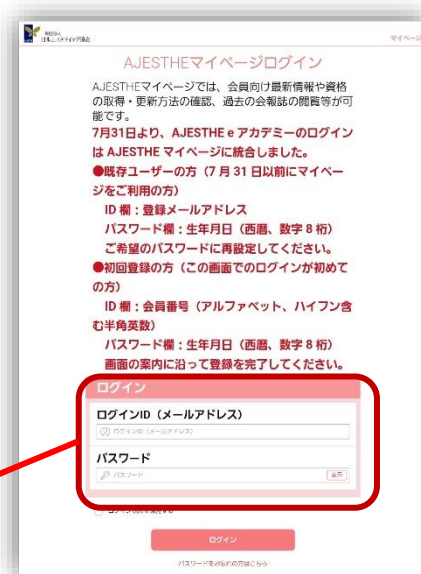 日本エステティック協会
マイページ
AJESTHEマイページログイン
AJESTHEマイページでは、会員向け最新情報や資格
の取得・更新方法の確認、過去の会報誌の閲覧等が可
能です。
7月31日より、AJESTHE e アカデミーのログイン
は AJESTHE マイページに統合しました。
●既存ユーザーの方（7 月 31 日以前にマイペー
ジをご利用の方）
ID 欄：登録メールアドレス
パスワード欄：生年月日（西暦、数字 8 桁）
ご希望のパスワードに再設定してください。
●初回登録の方（この画面でのログインが初めて
の方）
ID 欄：会員番号（アルファベット、ハイフン含
む半角英数）
パスワード欄：生年月日（西暦、数字 8 桁）
画面の案内に沿って登録を完了してください。
ログイン
ログインID（メールアドレス）
ログインID（メールアドレス）
パスワード
パスワード
表示
ログイン
パスワードをお忘れの方はこちら